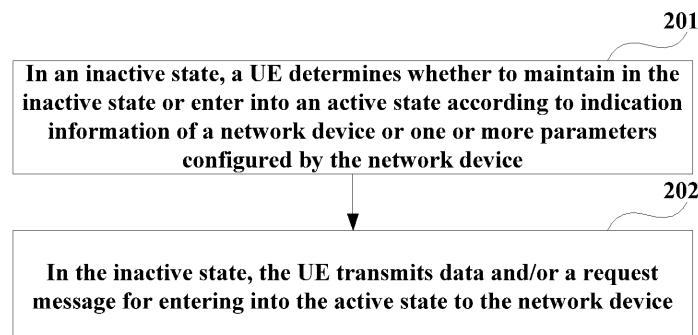 201
In an inactive state, a UE determines whether to maintain in the
inactive state or enter into an active state according to indication
information of a network device or one or more parameters
configured by the network device
202
In the inactive state, the UE transmits data and/or a request
message for entering into the active state to the network device